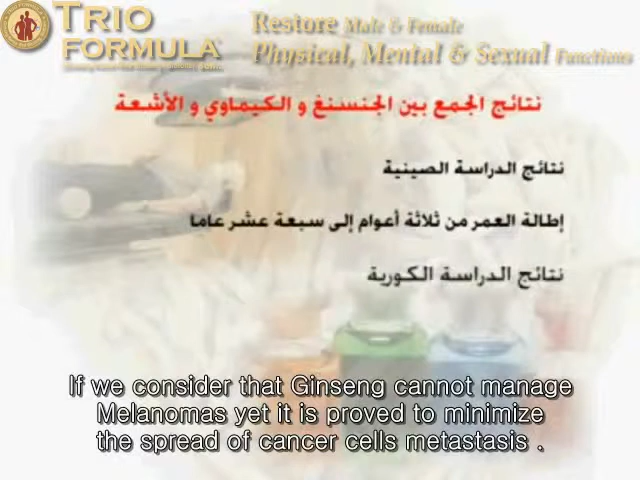 TRIO
FORMULA
Restore Male & Female
Physical, Mental & Sexual Functions
نتائج الجمع بين الجنسنغ و الكيماوي و الأشعة
نتائج الدراسة الصينية
إطالة العمر من ثلاثة أعوام إلى سبعة عشر عاما
نتائج الدراسة الكورية
If we consider that Ginseng cannot manage
Melanomas yet it is proved to minimize
the spread of cancer cells metastasis .